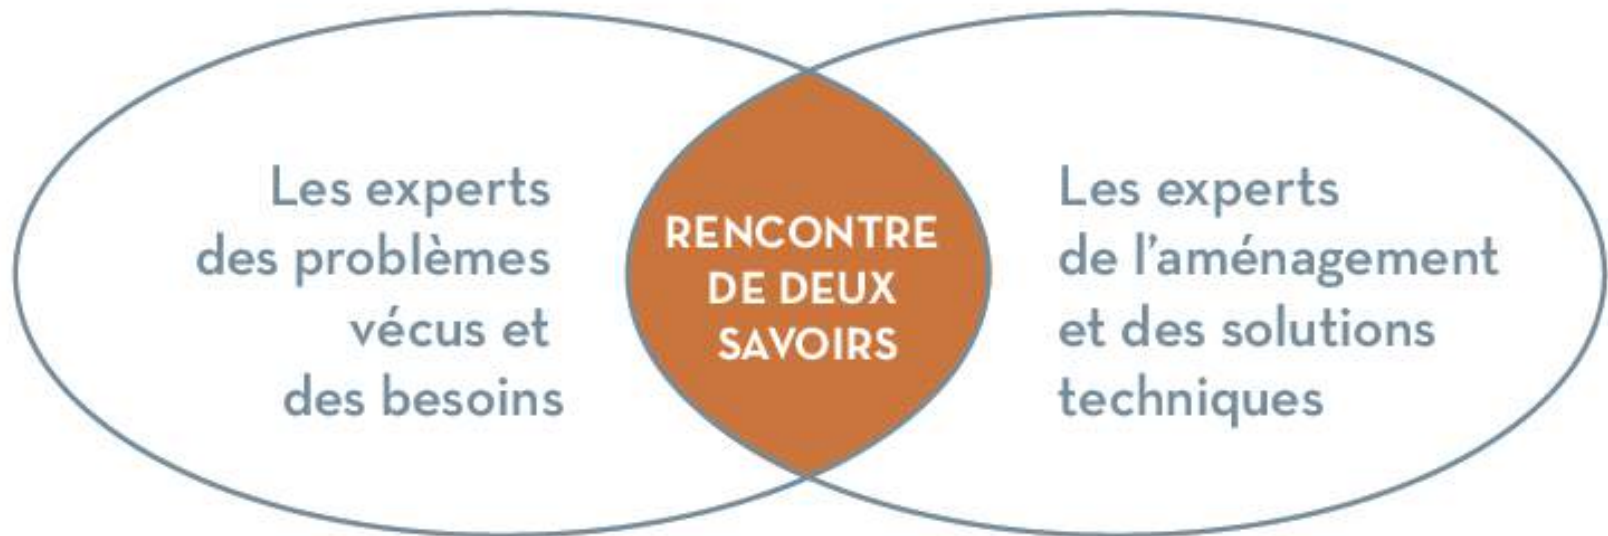 Les experts
des problèmes
vécus et
des besoins
RENCONTRE
DE DEUX
SAVOIRS
Les experts
de l'aménagement
et des solutions
techniques